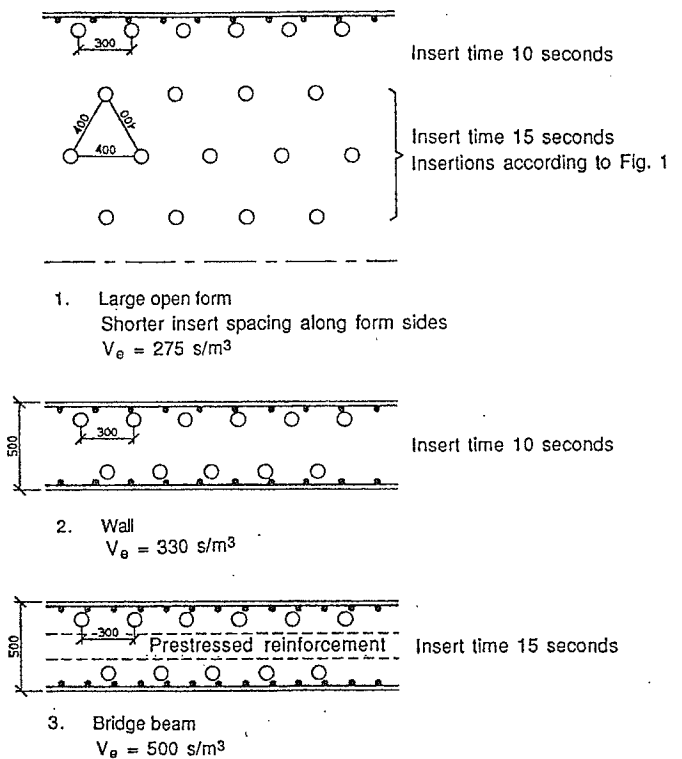 300
Insert time 10 seconds
400
400
400
Insert time 15 seconds
Insertions according to Fig. 1
1. Large open form
Shorter insert spacing along form sides
Ve = 275 s/m³
500
300
Insert time 10 seconds
2. Wall
Ve = 330 s/m³
500
300
Prestressed reinforcement
Insert time 15 seconds
3. Bridge beam
Ve = 500 s/m³